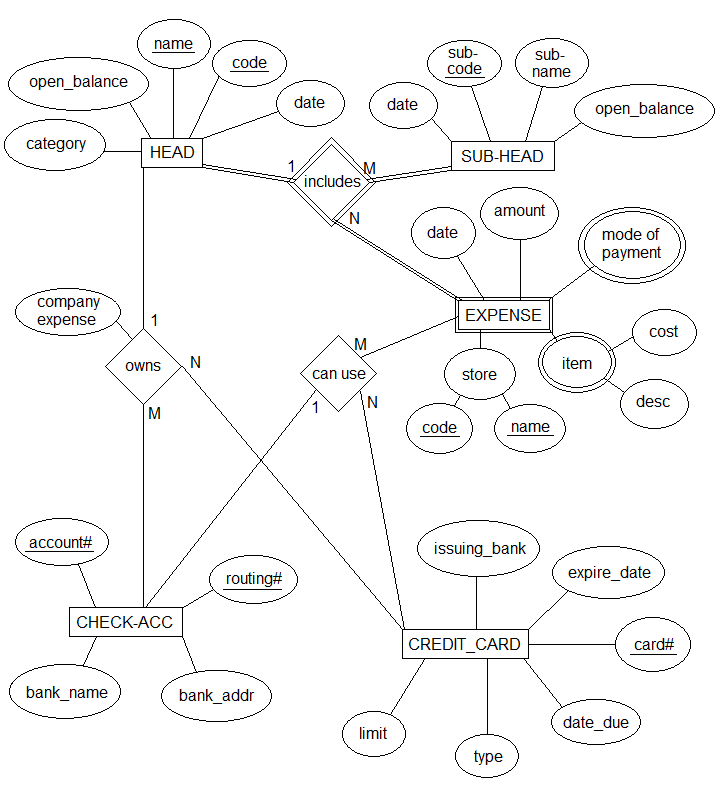 name
sub-
code
sub-
name
code
open_balance
date
date
open_balance
category
HEAD
SUB-HEAD
1
M
includes
N
amount
date
mode of
payment
company
expense
EXPENSE
1
cost
M
owns
N
can use
store
item
1
N
desc
M
code
name
account#
issuing_bank
routing#
expire_date
CHECK-ACC
CREDIT_CARD
card#
bank_name
bank_addr
limit
date_due
type